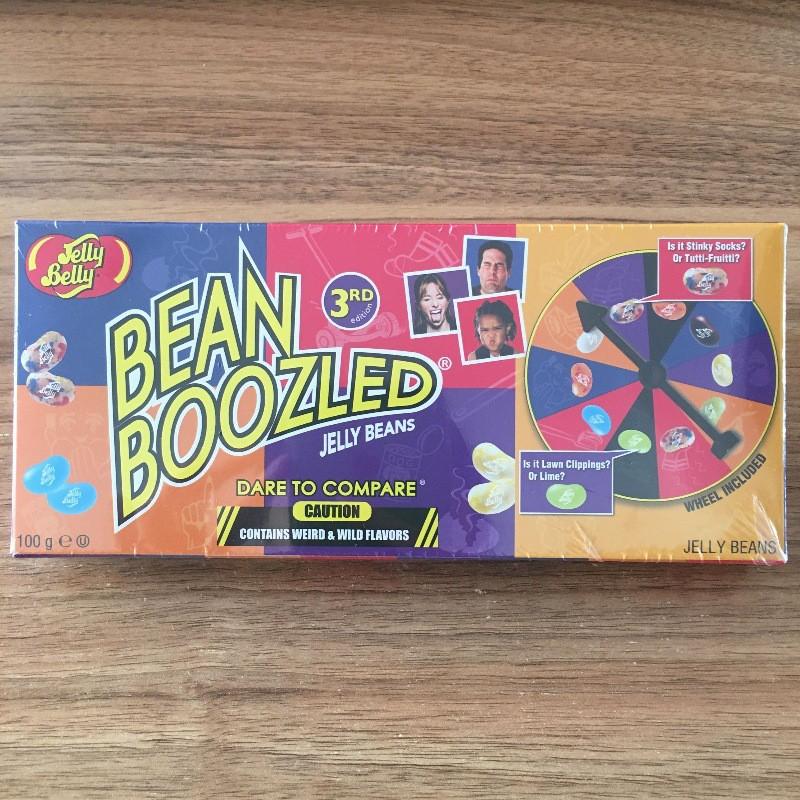 Jelly
Belly
BEAN
BOOZLED®
3RD
edition
JELLY BEANS
DARE TO COMPARE®
CAUTION
CONTAINS WEIRD & WILD FLAVORS
100 g ℮ Ⓤ
Is it Stinky Socks?
Or Tutti-Fruitti?
Is it Lawn Clippings?
Or Lime?
WHEEL INCLUDED
JELLY BEANS